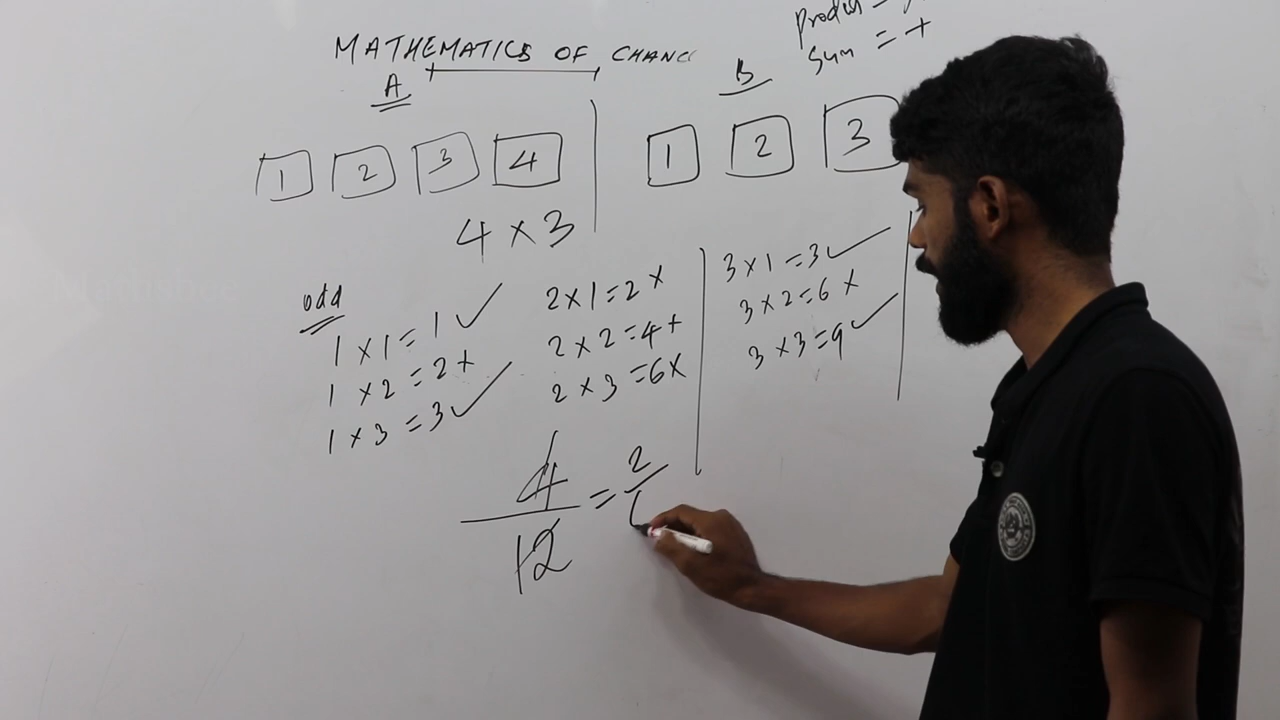 MATHEMATICS OF CHANC
Sum = +
A
B
1 2 3 4
1 2 3
4 × 3
odd
1 × 1 = 1 ✓
1 × 2 = 2 ×
1 × 3 = 3 ✓
2 × 1 = 2 ×
2 × 2 = 4 +
2 × 3 = 6 ×
3 × 1 = 3 ✓
3 × 2 = 6 ×
3 × 3 = 9 ✓
4/12 = 2/